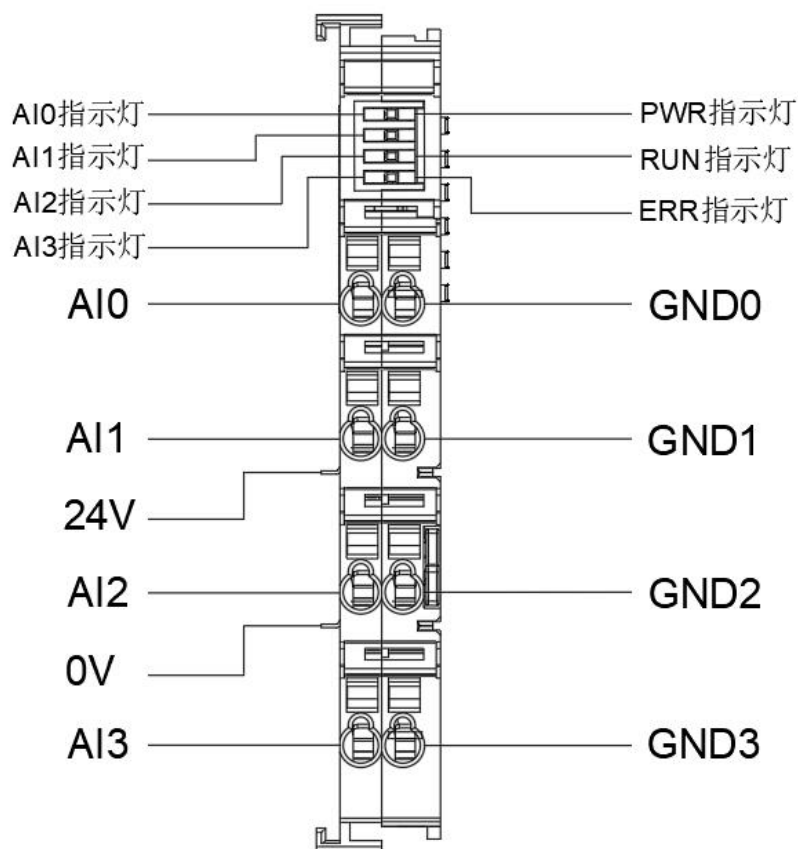 AI0指示灯
PWR指示灯
AI1指示灯
RUN指示灯
AI2指示灯
ERR指示灯
AI3指示灯
AI0
GND0
AI1
GND1
24V
AI2
GND2
0V
AI3
GND3